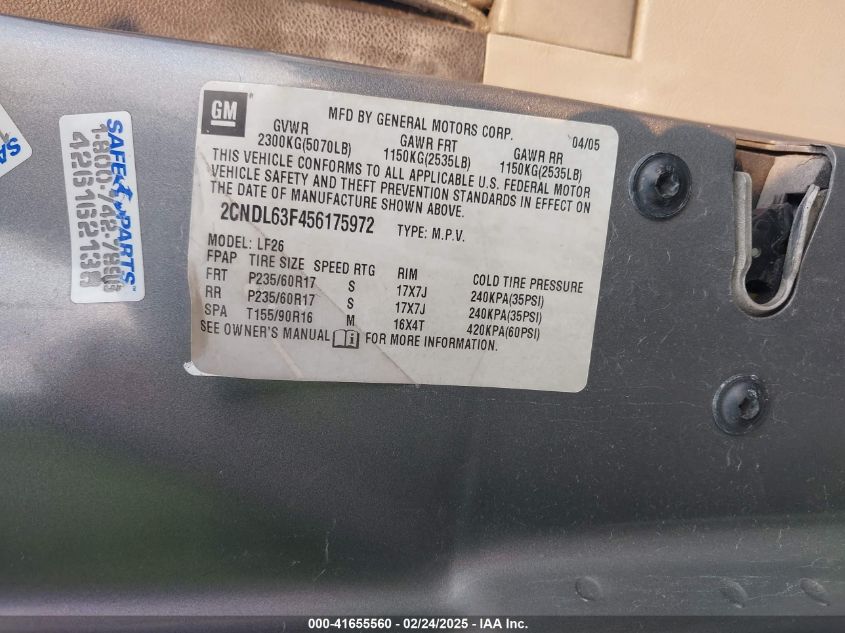 GM
MFD BY GENERAL MOTORS CORP. 04/05
GVWR GAWR FRT GAWR RR
2300KG(5070LB) 1150KG(2535LB) 1150KG(2535LB)
THIS VEHICLE CONFORMS TO ALL APPLICABLE U.S. FEDERAL MOTOR
VEHICLE SAFETY AND THEFT PREVENTION STANDARDS IN EFFECT ON
THE DATE OF MANUFACTURE SHOWN ABOVE.
2CNDL63F456175972 TYPE: M.P.V.
MODEL: LF26
FPAP TIRE SIZE SPEED RTG RIM COLD TIRE PRESSURE
FRT P235/60R17 S 17X7J 240KPA(35PSI)
RR P235/60R17 S 17X7J 240KPA(35PSI)
SPA T155/90R16 M 16X4T 420KPA(60PSI)
SEE OWNER'S MANUAL i FOR MORE INFORMATION.
SA
000-41655560 - 02/24/2025 - IAA Inc.